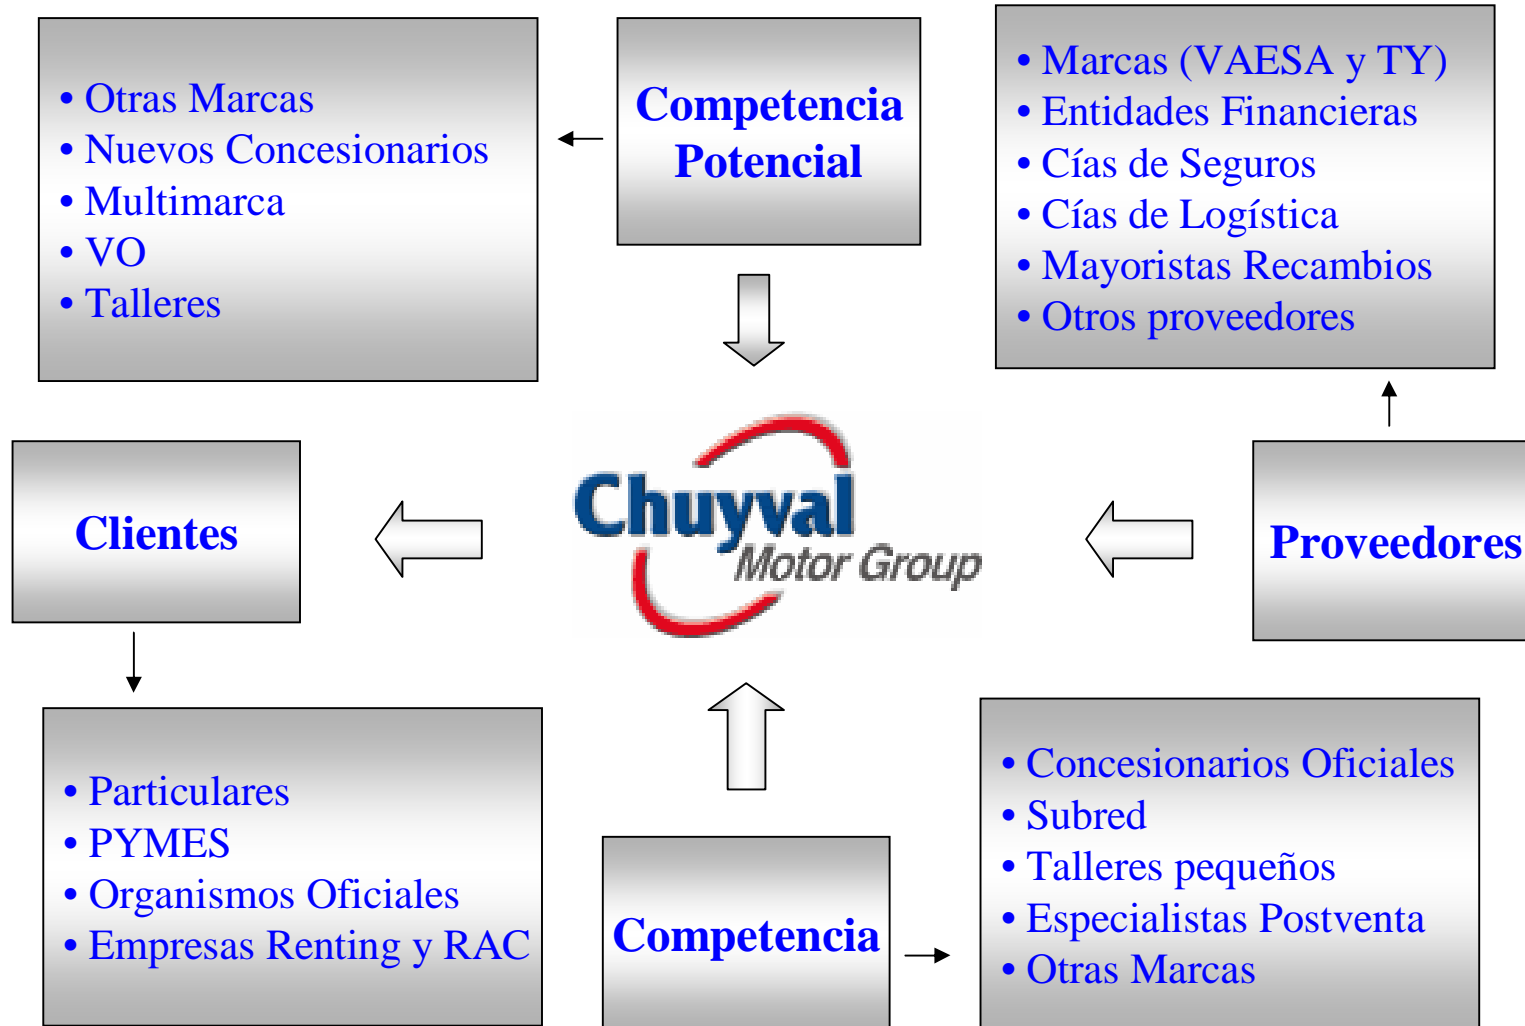 • Otras Marcas
• Nuevos Concesionarios
• Multimarca
• VO
• Talleres
Competencia
Potencial
• Marcas (VAESA y TY)
• Entidades Financieras
• Cías de Seguros
• Cías de Logística
• Mayoristas Recambios
• Otros proveedores
Clientes
Chuyval
Motor Group
Proveedores
• Particulares
• PYMES
• Organismos Oficiales
• Empresas Renting y RAC
Competencia
• Concesionarios Oficiales
• Subred
• Talleres pequeños
• Especialistas Postventa
• Otras Marcas